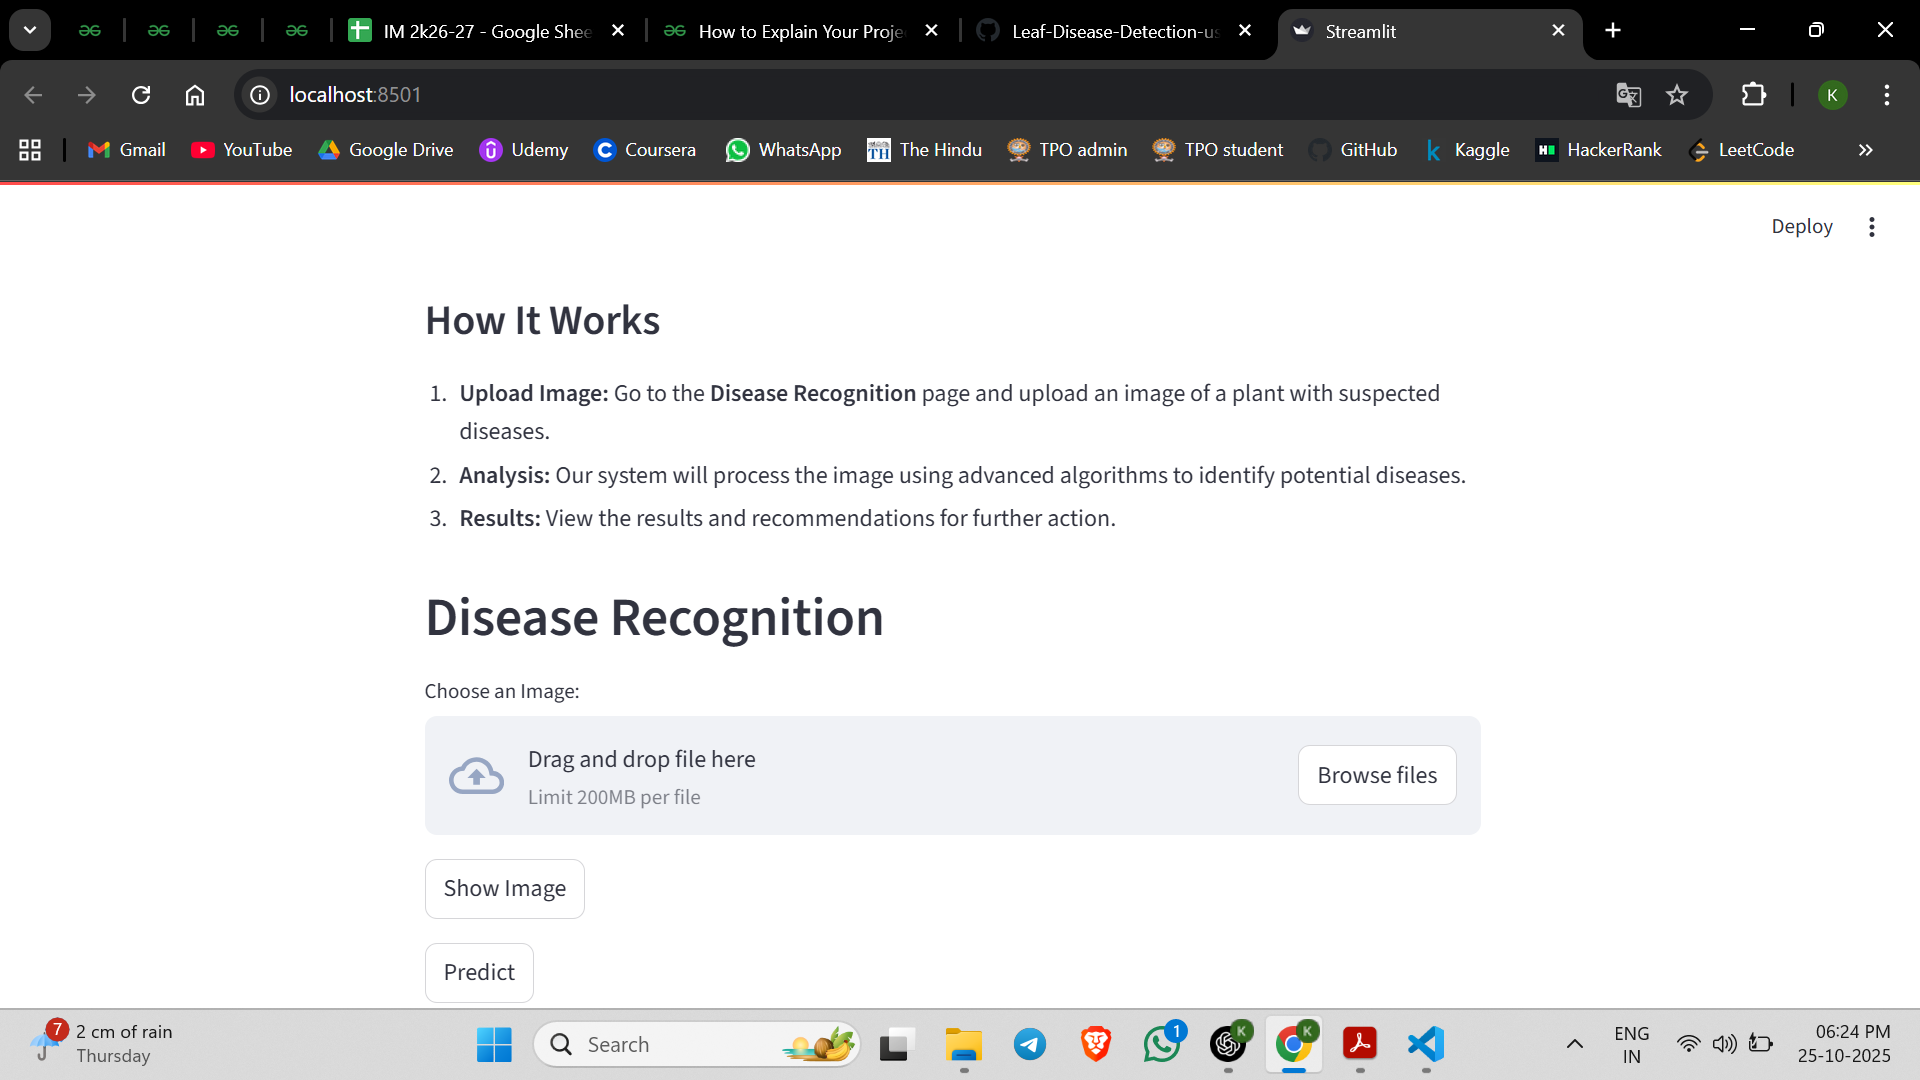 IM 2k26-27 - Google Shee
How to Explain Your Proje
Leaf-Disease-Detection-us
Streamlit
localhost:8501
K
Gmail
YouTube
Google Drive
Udemy
Coursera
WhatsApp
TH
The Hindu
TPO admin
TPO student
GitHub
k
Kaggle
H
HackerRank
LeetCode
Deploy
How It Works
1. Upload Image: Go to the Disease Recognition page and upload an image of a plant with suspected
diseases.
2. Analysis: Our system will process the image using advanced algorithms to identify potential diseases.
3. Results: View the results and recommendations for further action.
Disease Recognition
Choose an Image:
Drag and drop file here
Limit 200MB per file
Browse files
Show Image
Predict
7
2 cm of rain
Thursday
Search
1
K
K
ENG
IN
06:24 PM
25-10-2025